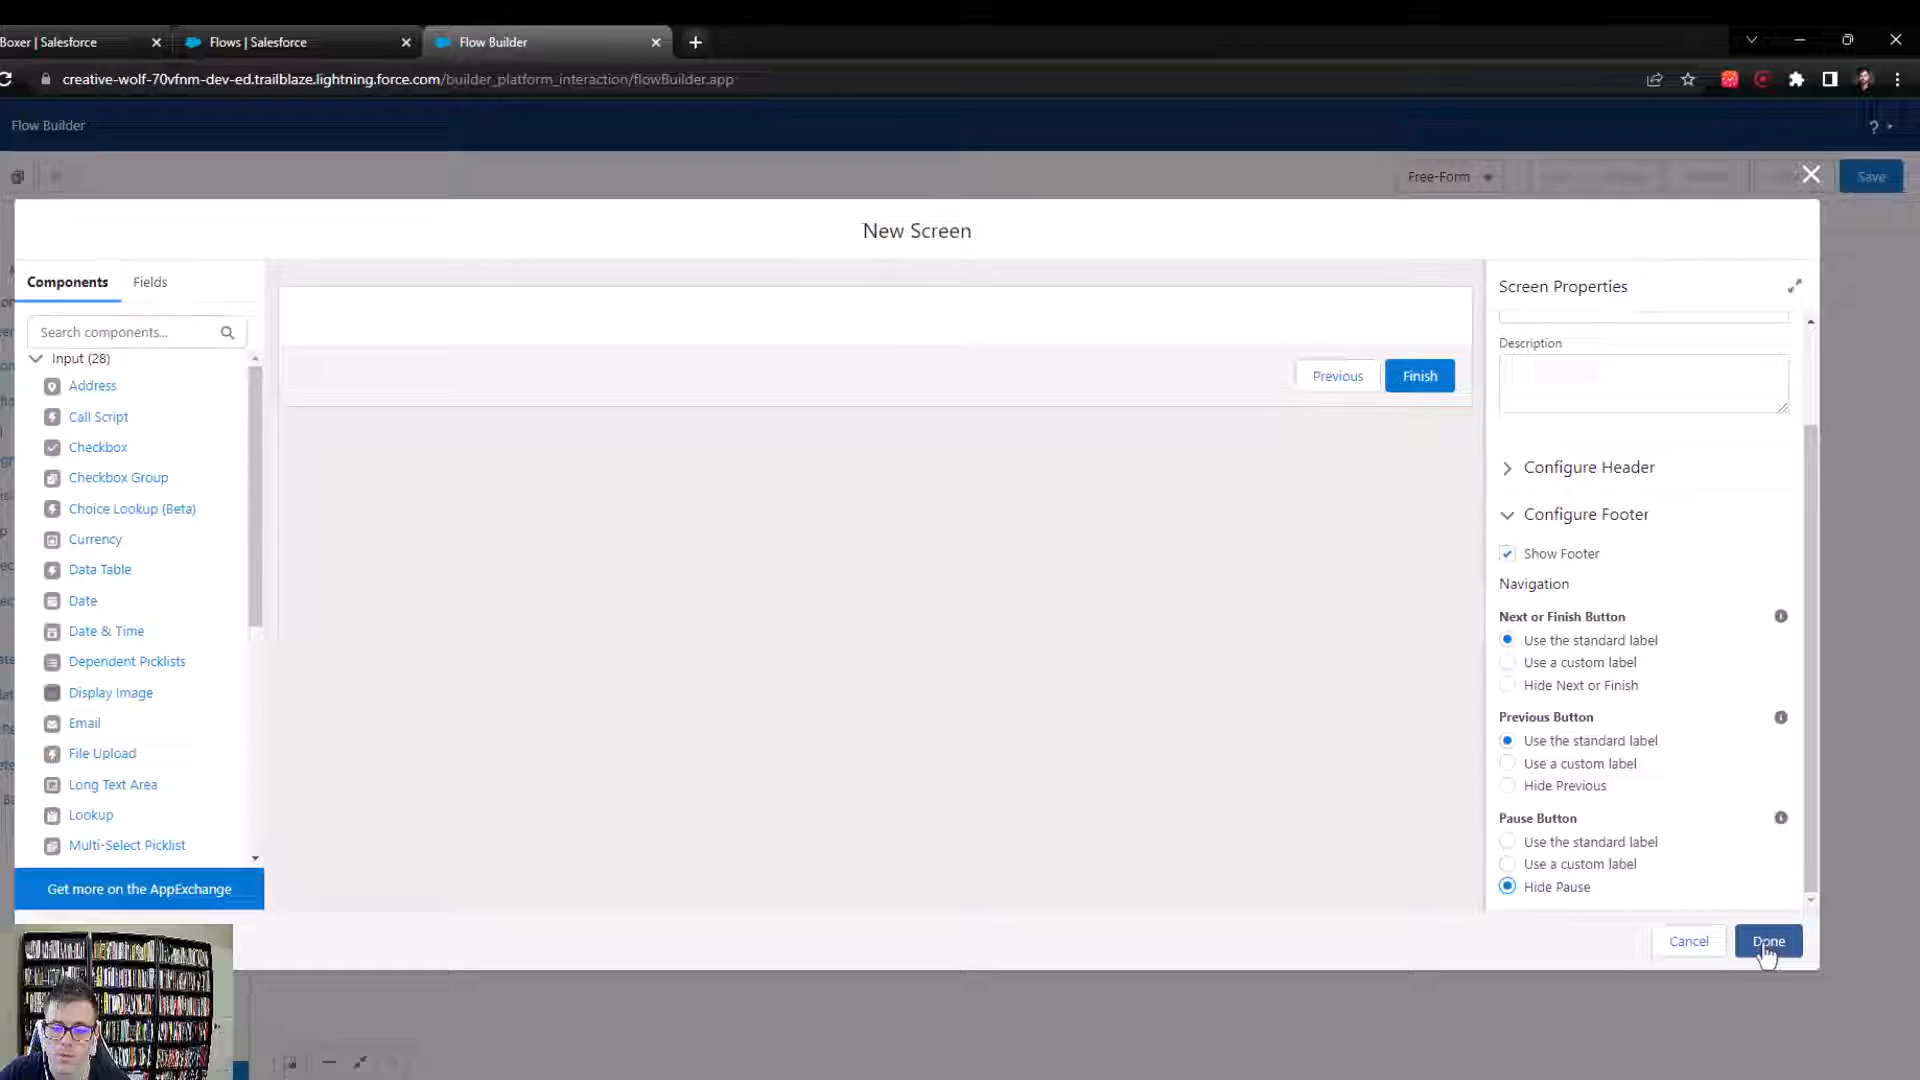 Boxer | Salesforce
Flows | Salesforce
Flow Builder
creative-wolf-70vfnm-dev-ed.trailblaze.lightning.force.com/builder_platform_interaction/flowBuilder.app
Flow Builder
?
Free-Form
Save
New Screen
Components
Fields
Search components...
Input (28)
Address
Call Script
Checkbox
Checkbox Group
Choice Lookup (Beta)
Currency
Data Table
Date
Date & Time
Dependent Picklists
Display Image
Email
File Upload
Long Text Area
Lookup
Multi-Select Picklist
Get more on the AppExchange
Previous
Finish
Screen Properties
Description
Configure Header
Configure Footer
Show Footer
Navigation
Next or Finish Button
Use the standard label
Use a custom label
Hide Next or Finish
Previous Button
Use the standard label
Use a custom label
Hide Previous
Pause Button
Use the standard label
Use a custom label
Hide Pause
Cancel
Done